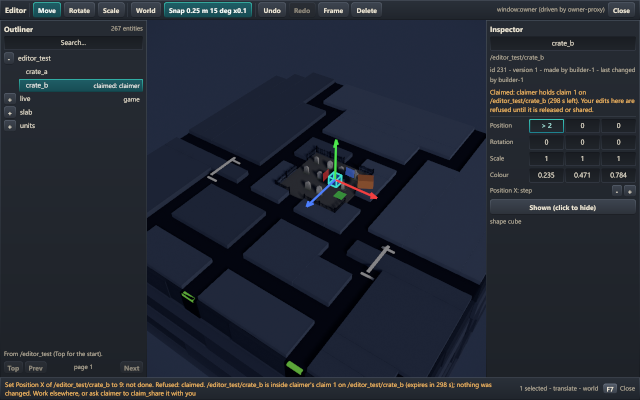 Editor Move Rotate Scale World Snap 0.25 m 15 deg x0.1 Undo Redo Frame Delete window:owner (driven by owner-proxy) Close
Outliner 267 entities
Search...
- editor_test
crate_a
crate_b claimed: claimer
+ live game
+ slab
+ units
From /editor_test (Top for the start).
Top Prev page 1 Next
Inspector
crate_b
/editor_test/crate_b
id 231 - version 1 - made by builder-1 - last changed
by builder-1
Claimed: claimer holds claim 1 on
/editor_test/crate_b (298 s left). Your edits here are
refused until it is released or shared.
Position > 2 0 0
Rotation 0 0 0
Scale 1 1 1
Colour 0.235 0.471 0.784
Position X: step - +
Shown (click to hide)
shape cube
Set Position X of /editor_test/crate_b to 9: not done. Refused: claimed. /editor_test/crate_b is inside claimer's claim 1 on /editor_test/crate_b (expires in 298 s); nothing was
changed. Work elsewhere, or ask claimer to claim_share it with you
1 selected - translate - world F7 Close